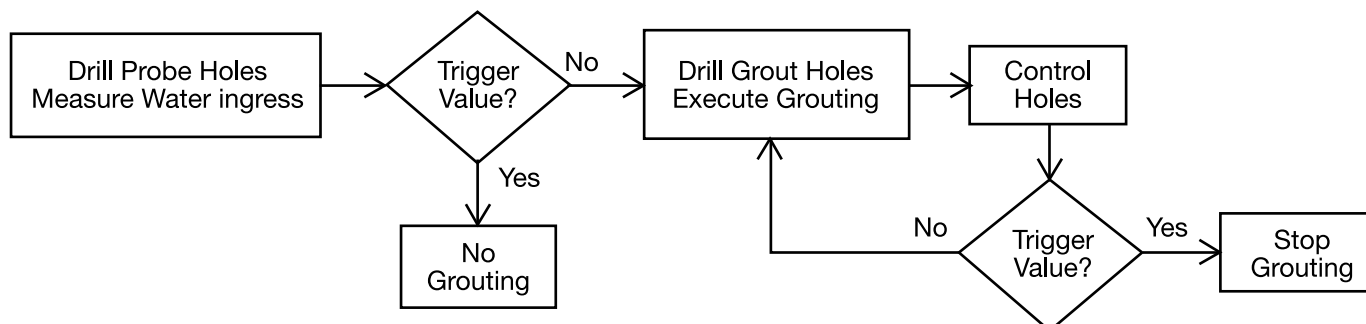 Drill Probe Holes
Measure Water ingress
Trigger
Value?
No
Yes
No
Grouting
Drill Grout Holes
Execute Grouting
Control
Holes
Trigger
Value?
No
Yes
Stop
Grouting